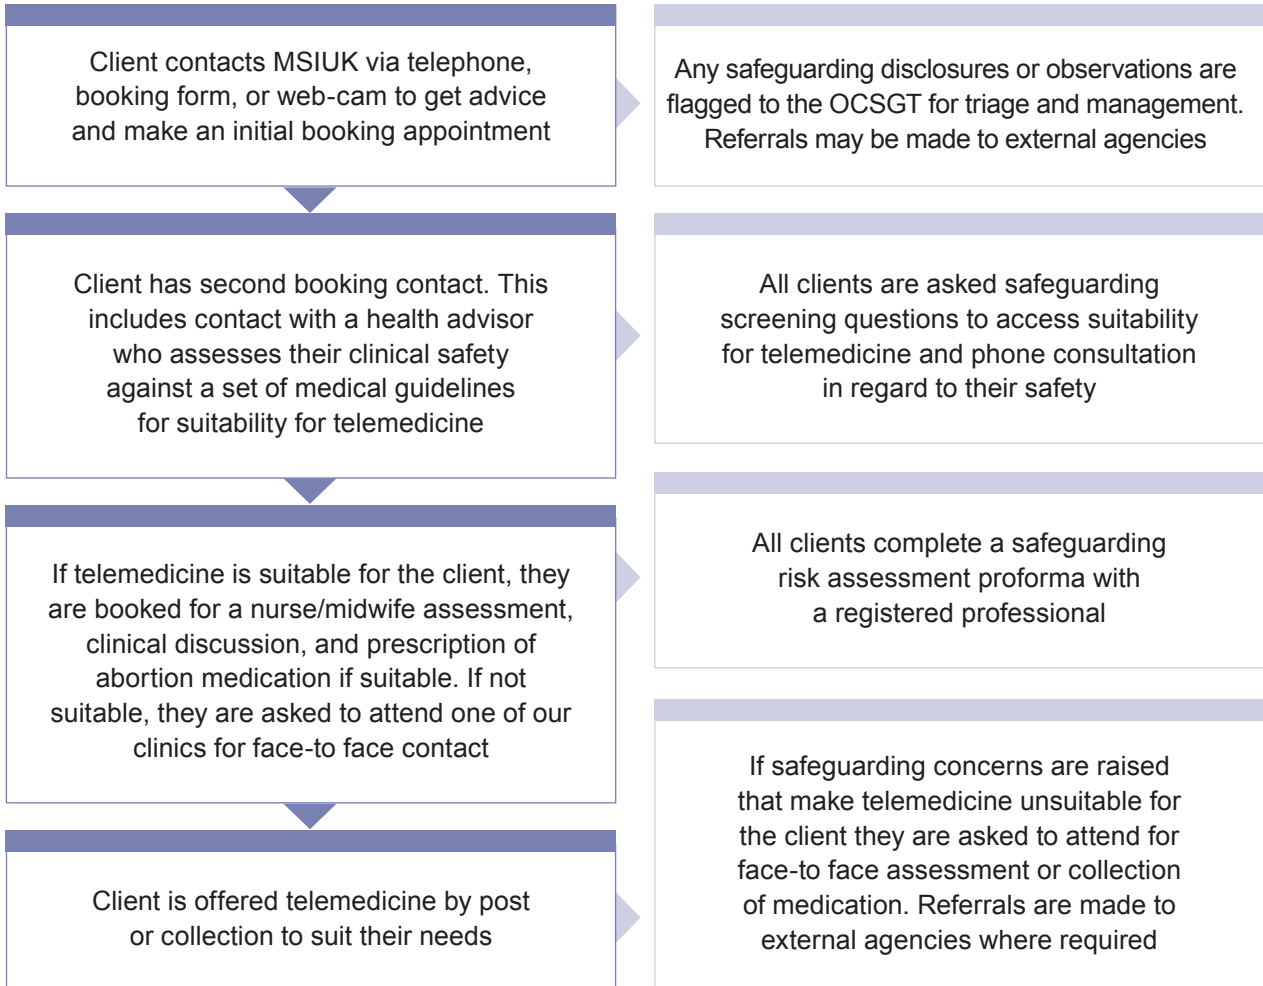 Client contacts MSIUK via telephone,
booking form, or web-cam to get advice
and make an initial booking appointment
Any safeguarding disclosures or observations are
flagged to the OCSGT for triage and management.
Referrals may be made to external agencies
Client has second booking contact. This
includes contact with a health advisor
who assesses their clinical safety
against a set of medical guidelines
for suitability for telemedicine
All clients are asked safeguarding
screening questions to access suitability
for telemedicine and phone consultation
in regard to their safety
If telemedicine is suitable for the client, they
are booked for a nurse/midwife assessment,
clinical discussion, and prescription of
abortion medication if suitable. If not
suitable, they are asked to attend one of our
clinics for face-to face contact
All clients complete a safeguarding
risk assessment proforma with
a registered professional
Client is offered telemedicine by post
or collection to suit their needs
If safeguarding concerns are raised
that make telemedicine unsuitable for
the client they are asked to attend for
face-to face assessment or collection
of medication. Referrals are made to
external agencies where required